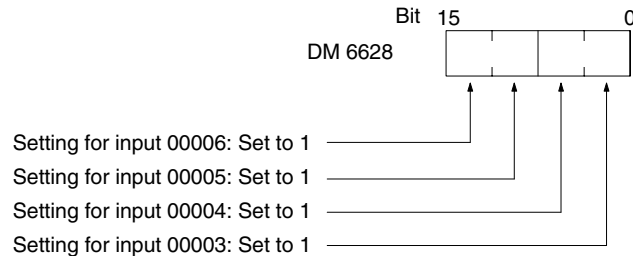 Bit 15 0
DM 6628
Setting for input 00006: Set to 1
Setting for input 00005: Set to 1
Setting for input 00004: Set to 1
Setting for input 00003: Set to 1